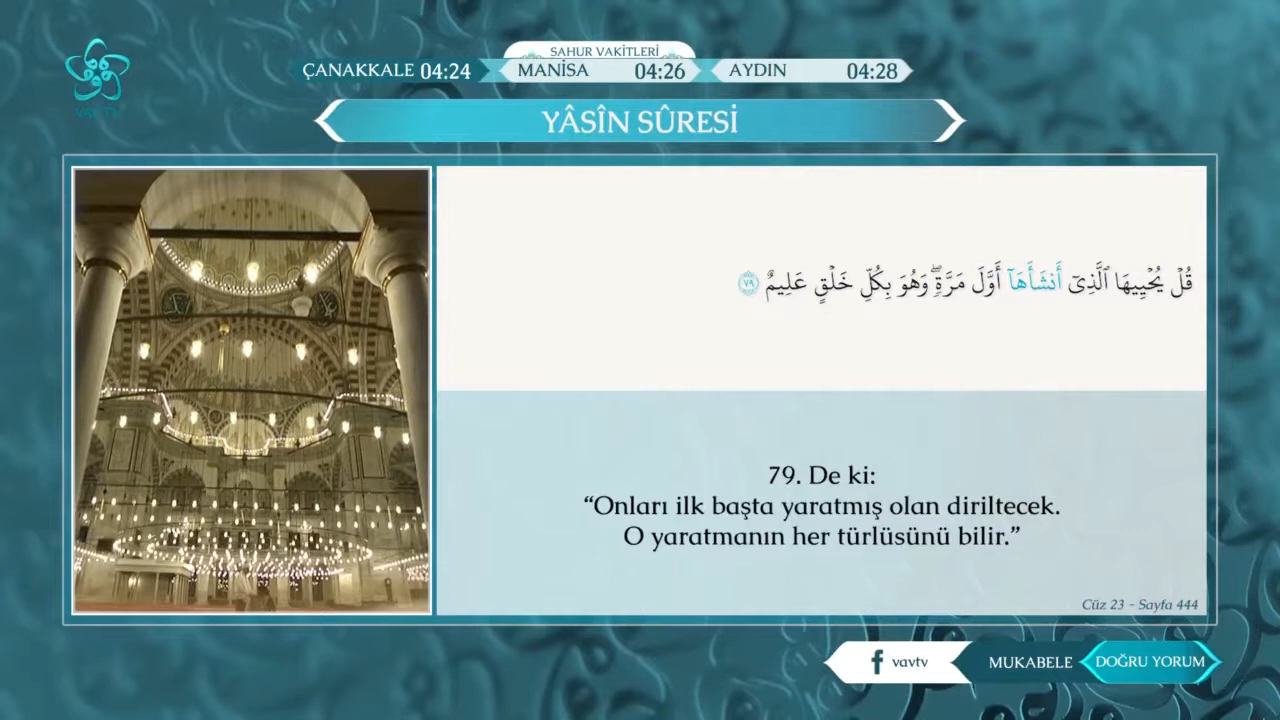 SAHUR VAKİTLERİ
ÇANAKKALE 04:24 MANİSA 04:26 AYDIN 04:28
VAV TV
YÂSÎN SÛRESİ
قُلْ يُحْي۪يهَا الَّذ۪ٓي اَنْشَاَهَٓا اَوَّلَ مَرَّةٍۜ وَهُوَ بِكُلِّ خَلْقٍ عَل۪يمٌ ﴿٧٩﴾
79. De ki:
“Onları ilk başta yaratmış olan diriltecek.
O yaratmanın her türlüsünü bilir.”
Cüz 23 - Sayfa 444
vavtv MUKABELE DOĞRU YORUM